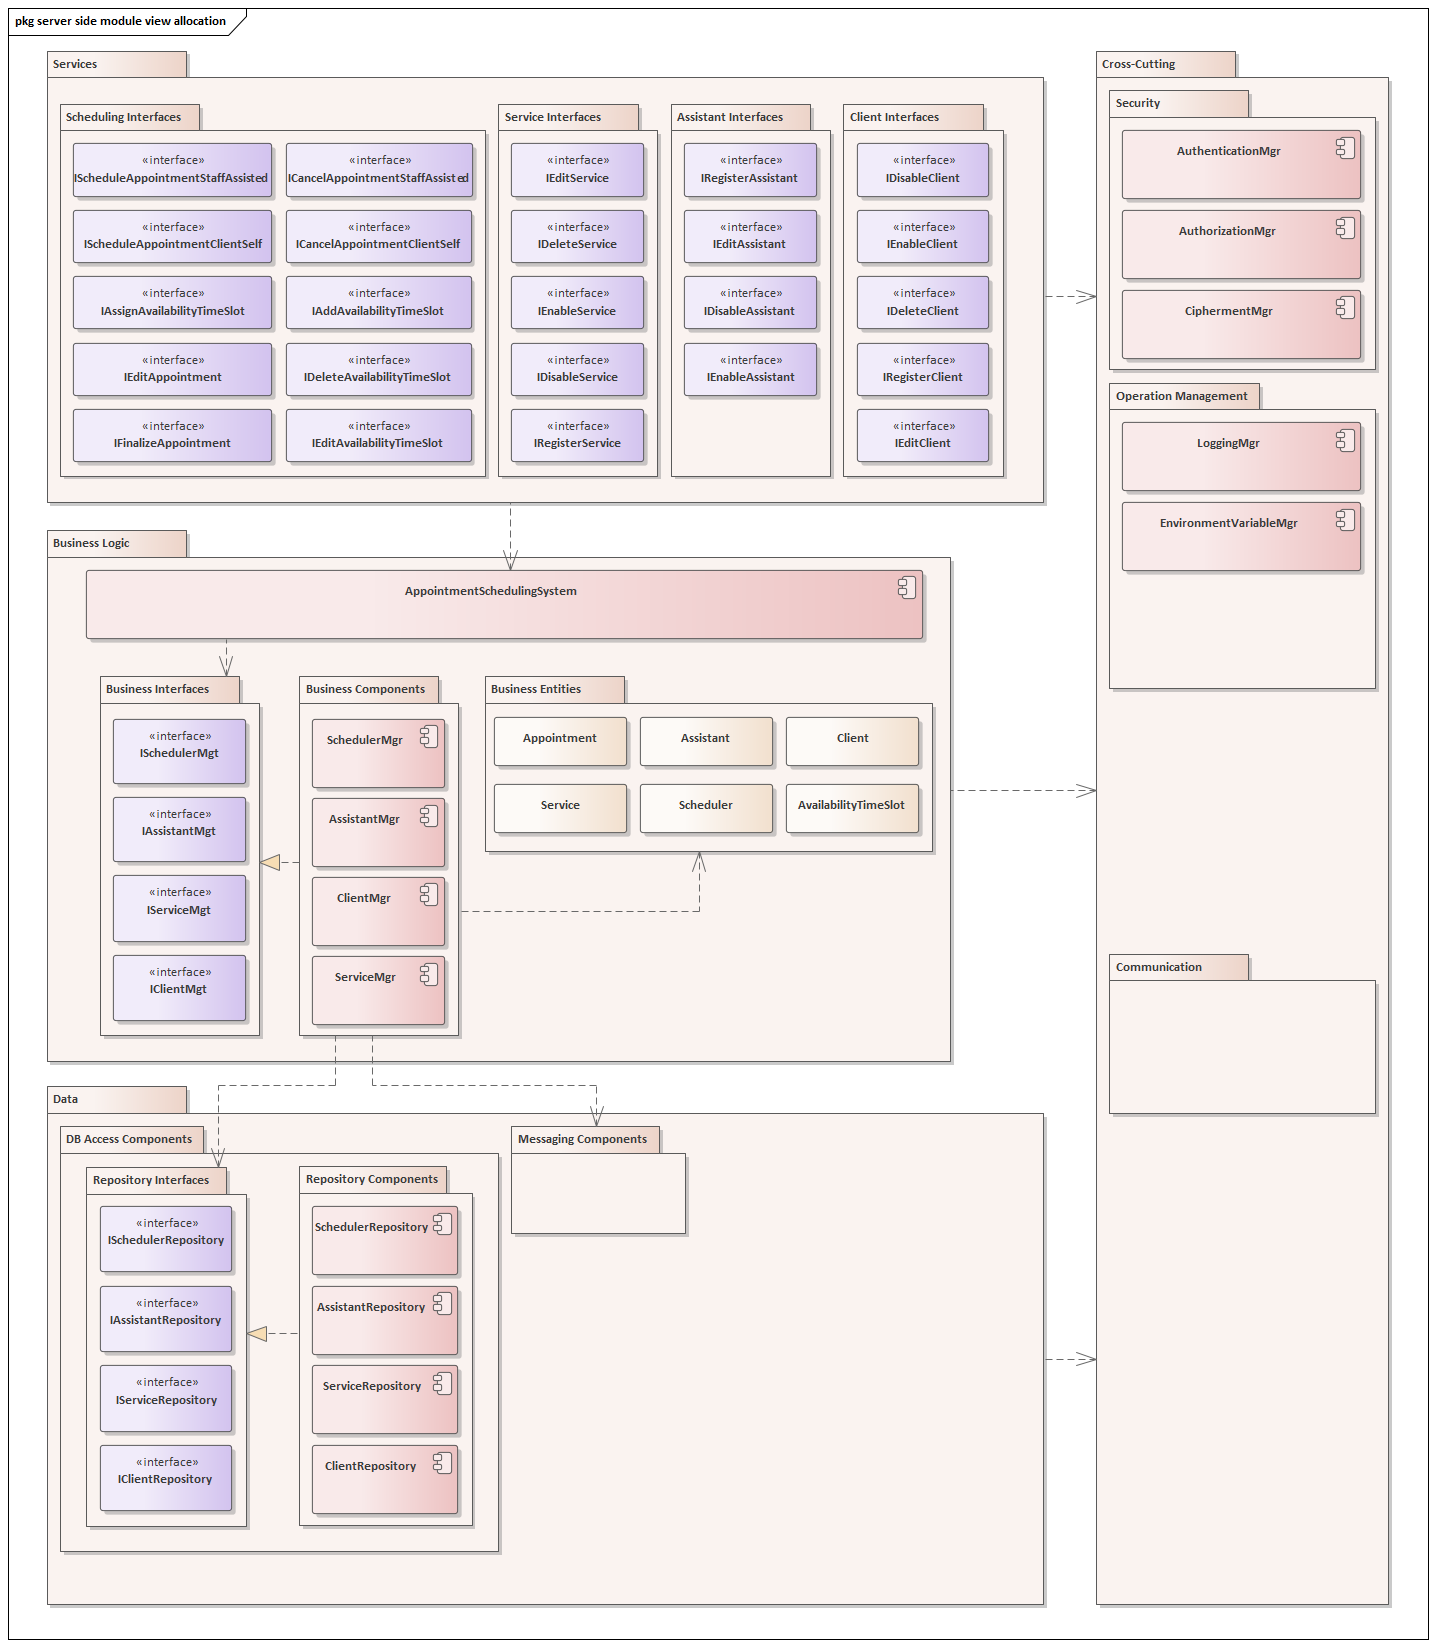 pkg server side module view allocation
Services
Scheduling Interfaces
«interface»
IScheduleAppointmentStaffAssisted
«interface»
ICancelAppointmentStaffAssisted
«interface»
IScheduleAppointmentClientSelf
«interface»
ICancelAppointmentClientSelf
«interface»
IAssignAvailabilityTimeSlot
«interface»
IAddAvailabilityTimeSlot
«interface»
IEditAppointment
«interface»
IDeleteAvailabilityTimeSlot
«interface»
IFinalizeAppointment
«interface»
IEditAvailabilityTimeSlot
Service Interfaces
«interface»
IEditService
«interface»
IDeleteService
«interface»
IEnableService
«interface»
IDisableService
«interface»
IRegisterService
Assistant Interfaces
«interface»
IRegisterAssistant
«interface»
IEditAssistant
«interface»
IDisableAssistant
«interface»
IEnableAssistant
Client Interfaces
«interface»
IDisableClient
«interface»
IEnableClient
«interface»
IDeleteClient
«interface»
IRegisterClient
«interface»
IEditClient
Business Logic
AppointmentSchedulingSystem
Business Interfaces
«interface»
ISchedulerMgt
«interface»
IAssistantMgt
«interface»
IServiceMgt
«interface»
IClientMgt
Business Components
SchedulerMgr
AssistantMgr
ClientMgr
ServiceMgr
Business Entities
Appointment
Assistant
Client
Service
Scheduler
AvailabilityTimeSlot
Data
DB Access Components
Repository Interfaces
«interface»
ISchedulerRepository
«interface»
IAssistantRepository
«interface»
IServiceRepository
«interface»
IClientRepository
Repository Components
SchedulerRepository
AssistantRepository
ServiceRepository
ClientRepository
Messaging Components
Cross-Cutting
Security
AuthenticationMgr
AuthorizationMgr
CiphermentMgr
Operation Management
LoggingMgr
EnvironmentVariableMgr
Communication